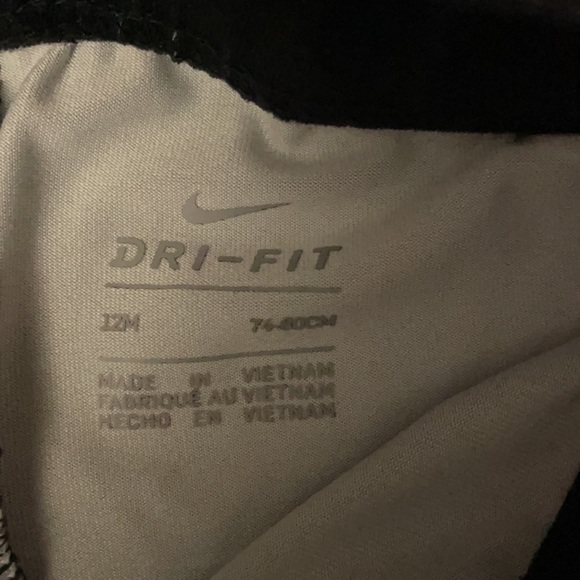 DRI-FIT
12M 74-80CM
MADE IN VIETNAM
FABRIQUÉ AU VIETNAM
HECHO EN VIETNAM